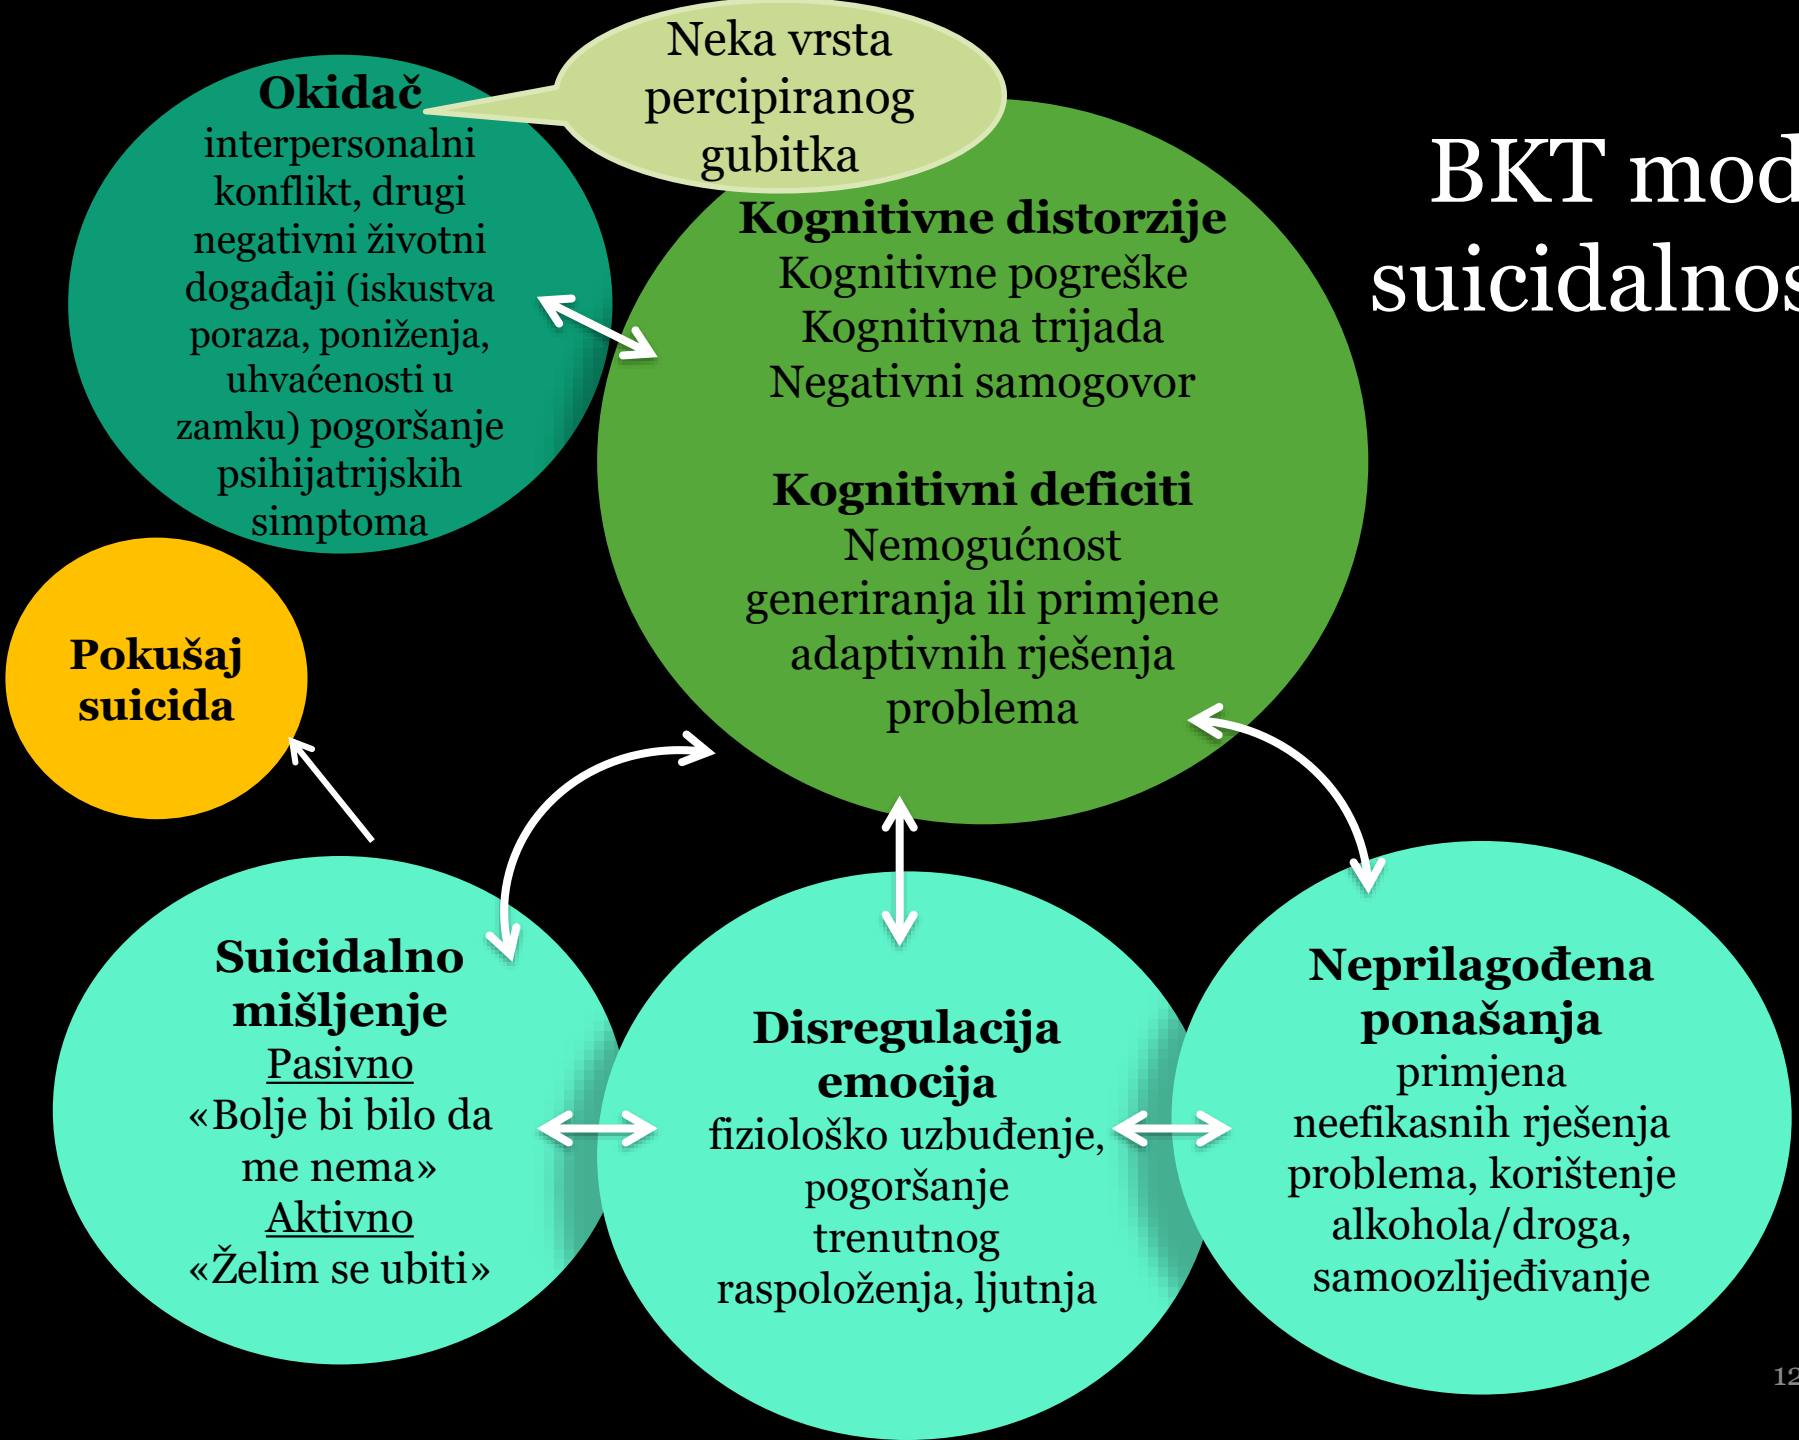 Neka vrsta
percipiranog
gubitka
Okidač
interpersonalni
konflikt, drugi
negativni životni
događaji (iskustva
poraza, poniženja,
uhvaćenosti u
zamku) pogoršanje
psihijatrijskih
simptoma
BKT mod
suicidalnos
Kognitivne distorzije
Kognitivne pogreške
Kognitivna trijada
Negativni samogovor
Kognitivni deficiti
Nemogućnost
generiranja ili primjene
adaptivnih rješenja
problema
Pokušaj
suicida
Suicidalno
mišljenje
Pasivno
«Bolje bi bilo da
me nema»
Aktivno
«Želim se ubiti»
Disregulacija
emocija
fiziološko uzbuđenje,
pogoršanje
trenutnog
raspoloženja, ljutnja
Neprilagođena
ponašanja
primjena
neefikasnih rješenja
problema, korištenje
alkohola/droga,
samoozlijeđivanje
12